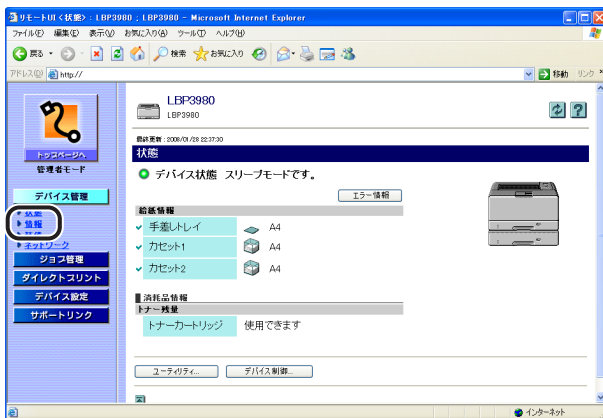 リモートUI <状態> : LBP3980 ; LBP3980 - Microsoft Internet Explorer
ファイル(F) 編集(E) 表示(V) お気に入り(A) ツール(T) ヘルプ(H)
戻る 検索 お気に入り
アドレス(D) http:// 移動 リンク
LBP3980
LBP3980
トップページへ
管理者モード
最終更新 : 2008/01/28 22:37:30
状態
デバイス状態 スリープモードです。
エラー情報
デバイス管理
状態
情報
ネットワーク
ジョブ管理
ダイレクトプリント
デバイス設定
サポートリンク
給紙情報
手差しトレイ A4
カセット1 A4
カセット2 A4
消耗品情報
トナー残量
トナーカートリッジ 使用できます
ユーティリティ... デバイス制御...
インターネット